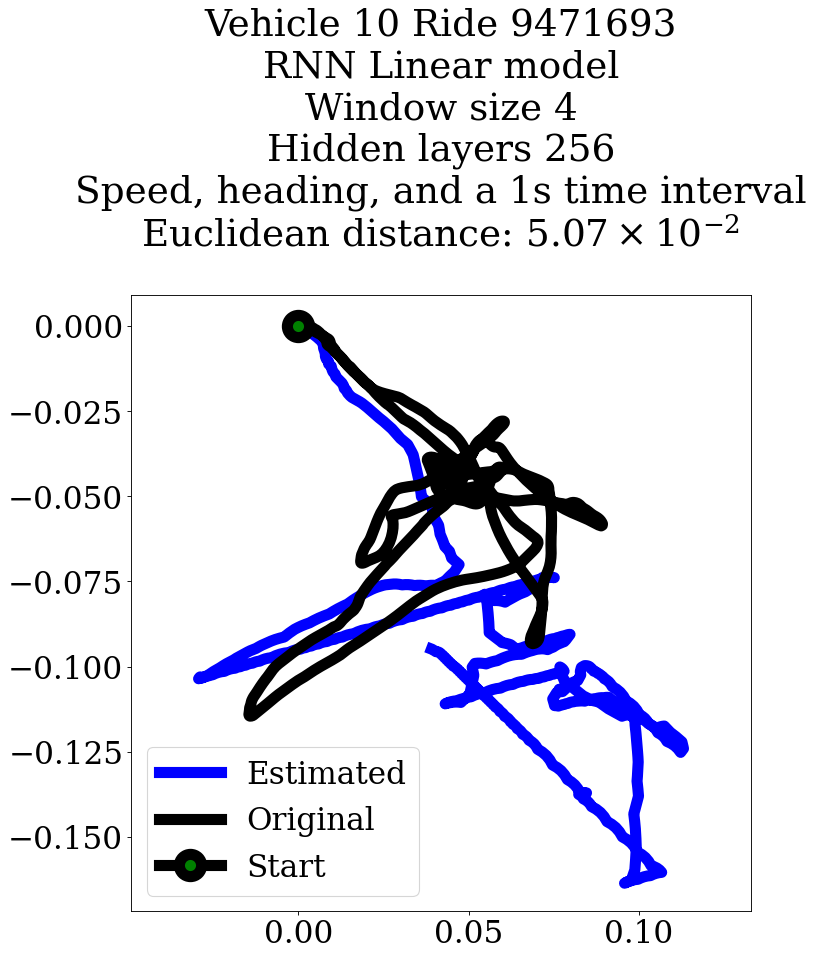 Vehicle 10 Ride 9471693
RNN Linear model
Window size 4
Hidden layers 256
Speed, heading, and a 1s time interval
Euclidean distance: 5.07 × 10⁻²
0.000
−0.025
−0.050
−0.075
−0.100
−0.125
−0.150
Estimated
Original
Start
0.00 0.05 0.10